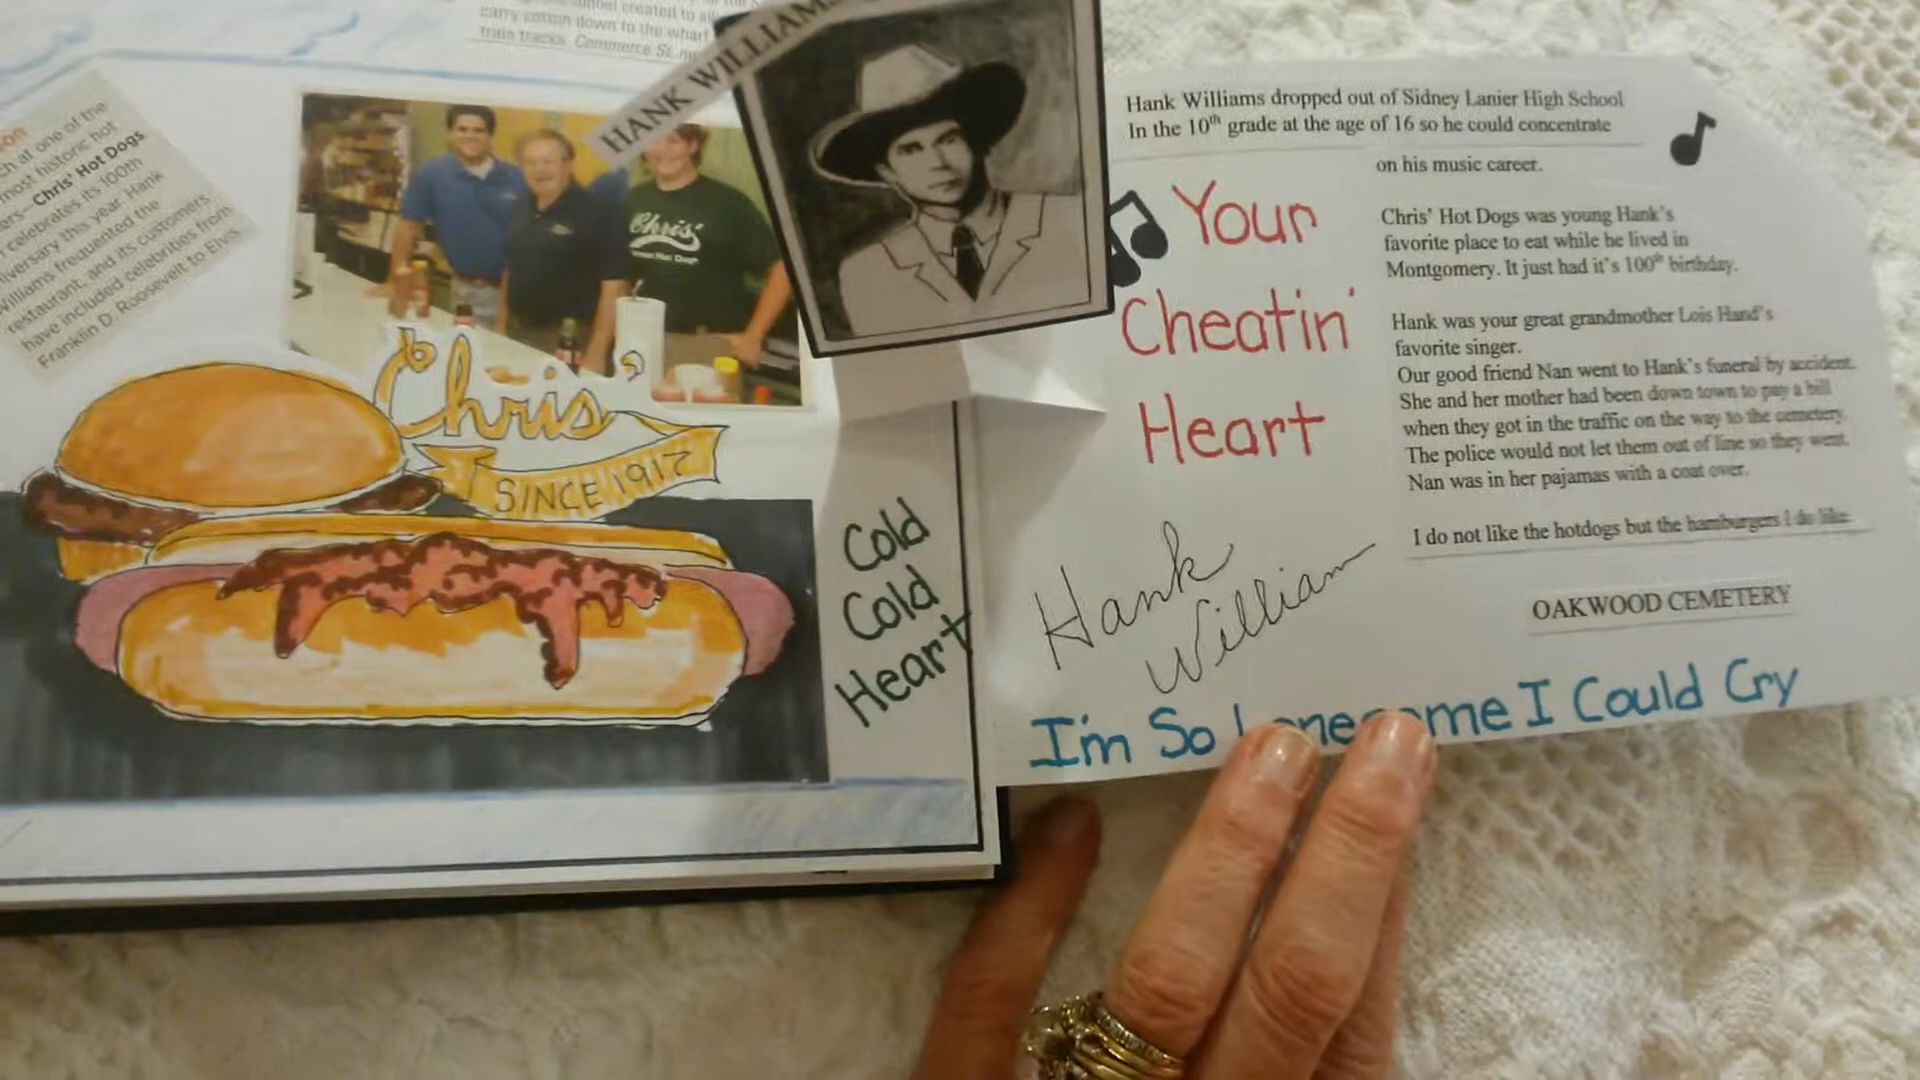 created to
carry cotton down to the wharf
train tracks. Commerce St.
at one of the
most historic hot
Chris' Hot Dogs
celebrates its 100th
this year. Hank
Williams frequented the
restaurant, and its customers
have included celebrities from
Franklin D. Roosevelt to Elvis.
HANK WILLIAMS
Chris'
Hot Dogs
Chris'
SINCE 1917
Cold
Cold
Heart
Hank Williams dropped out of Sidney Lanier High School
In the 10th grade at the age of 16 so he could concentrate
on his music career.
Your
Cheatin'
Heart
Chris' Hot Dogs was young Hank's
favorite place to eat while he lived in
Montgomery. It just had it's 100th birthday.
Hank was your great grandmother Lois Hand's
favorite singer.
Our good friend Nan went to Hank's funeral by accident.
She and her mother had been down town to pay a bill
when they got in the traffic on the way to the cemetery.
The police would not let them out of line so they went.
Nan was in her pajamas with a coat over.
I do not like the hotdogs but the hamburgers I do like.
Hank
William
OAKWOOD CEMETERY
I'm So Lonesome I Could Cry